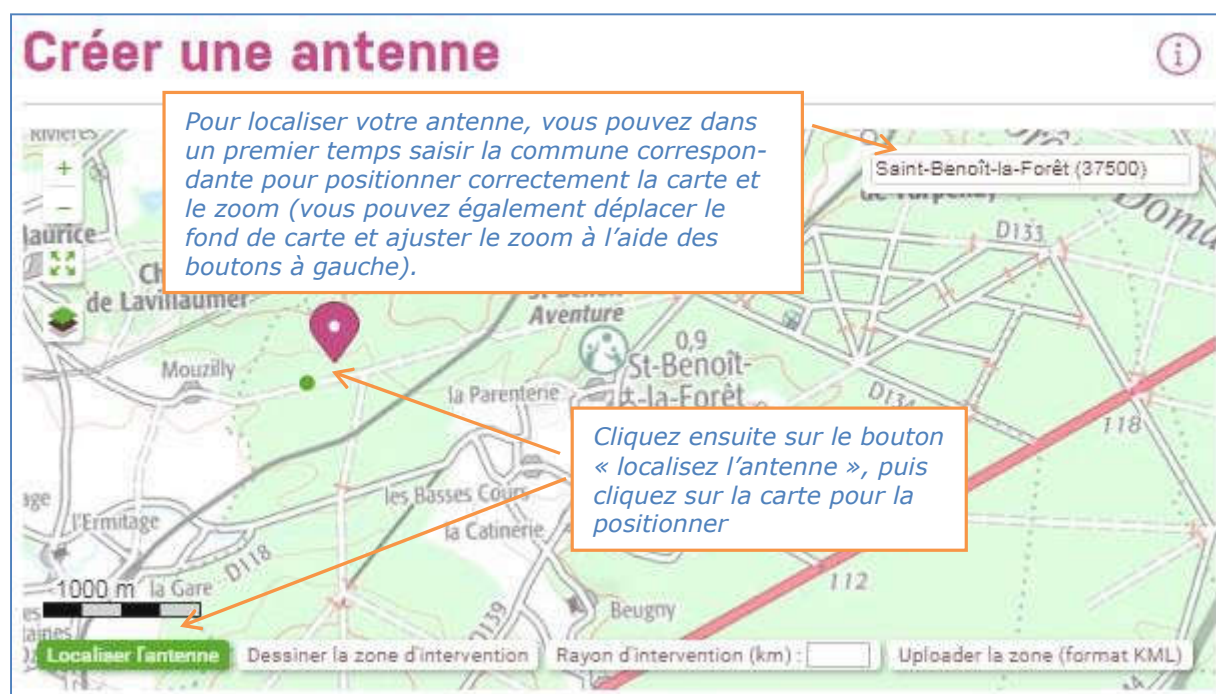 Créer une antenne
i
Pour localiser votre antenne, vous pouvez dans
un premier temps saisir la commune correspon-
dante pour positionner correctement la carte et
le zoom (vous pouvez également déplacer le
fond de carte et ajuster le zoom à l'aide des
boutons à gauche).
Saint-Benoît-la-Forêt (37500)
+
–
D133
de Lavillaumer
Aventure
0,9
St-Benoît-
-la-Forêt
Mouzilly
la Parenterie
D134
118
Cliquez ensuite sur le bouton
« localisez l'antenne », puis
cliquez sur la carte pour la
positionner
les Basses Cours
l'Ermitage
la Catinerie
D118
1000 m
la Gare
112
Beugny
D139
Localiser l'antenne
Dessiner la zone d'intervention
Rayon d'intervention (km) :
Uploader la zone (format KML)